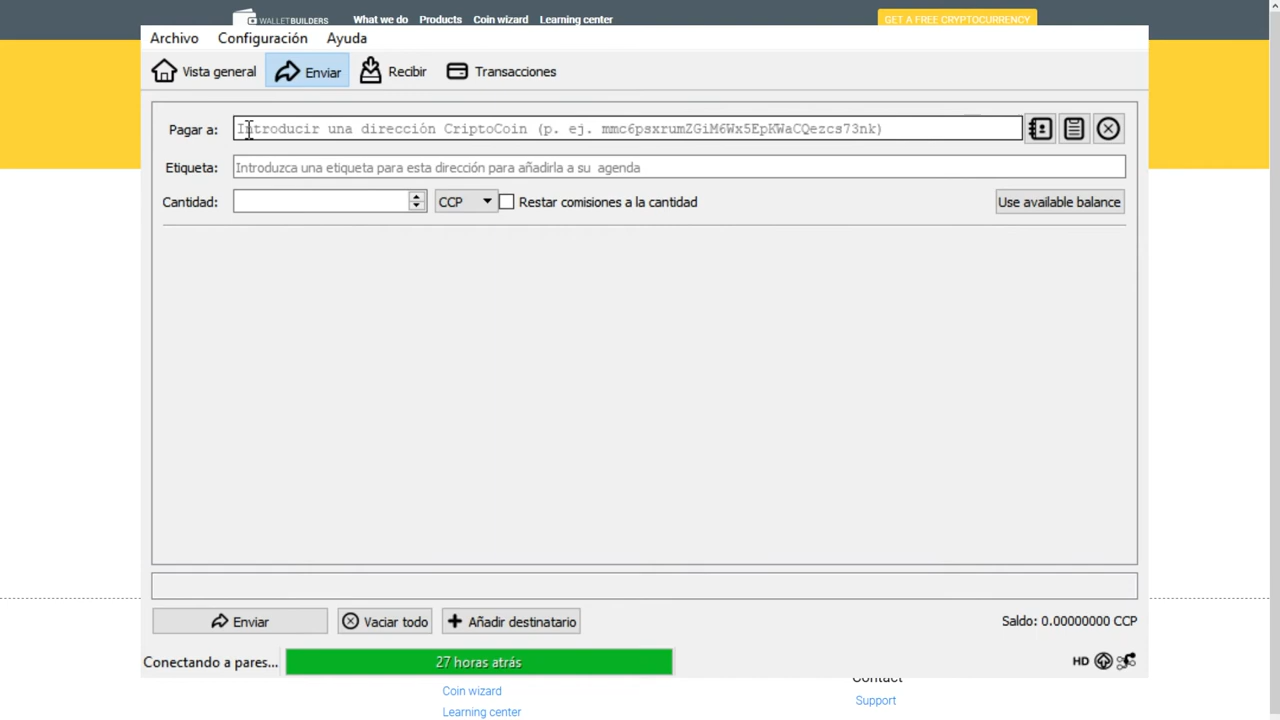 WALLETBUILDERS What we do Products Coin wizard Learning center GET A FREE CRYPTOCURRENCY
Archivo Configuración Ayuda
Vista general Enviar Recibir Transacciones
Pagar a: Introducir una dirección CriptoCoin (p. ej. mmc6psxrumZGiM6Wx5EpKWaCQezcs73nk)
Etiqueta: Introduzca una etiqueta para esta dirección para añadirla a su agenda
Cantidad: CCP Restar comisiones a la cantidad Use available balance
Enviar Vaciar todo Añadir destinatario Saldo: 0.00000000 CCP
Conectando a pares... 27 horas atrás HD
Contact
Coin wizard Support
Learning center